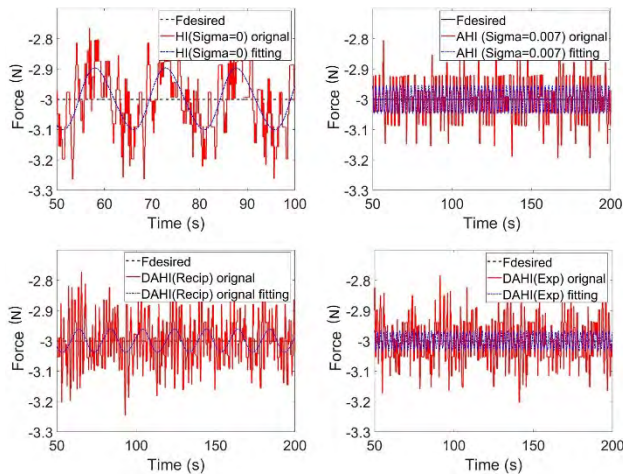 Fdesired
HI(Sigma=0) orignal
HI(Sigma=0) fitting
-2.8
-2.9
-3
-3.1
-3.2
-3.3
Force (N)
50 60 70 80 90 100
Time (s)
Fdesired
AHI (Sigma=0.007) orignal
AHI (Sigma=0.007) fitting
-2.8
-2.9
-3
-3.1
-3.2
-3.3
Force (N)
50 100 150 200
Time (s)
Fdesired
DAHI(Recip) orignal
DAHI(Recip) orignal fitting
-2.8
-2.9
-3
-3.1
-3.2
-3.3
Force (N)
50 100 150 200
Time (s)
Fdesired
DAHI(Exp) orignal
DAHI(Exp) fitting
-2.8
-2.9
-3
-3.1
-3.2
-3.3
Force (N)
50 100 150 200
Time (s)